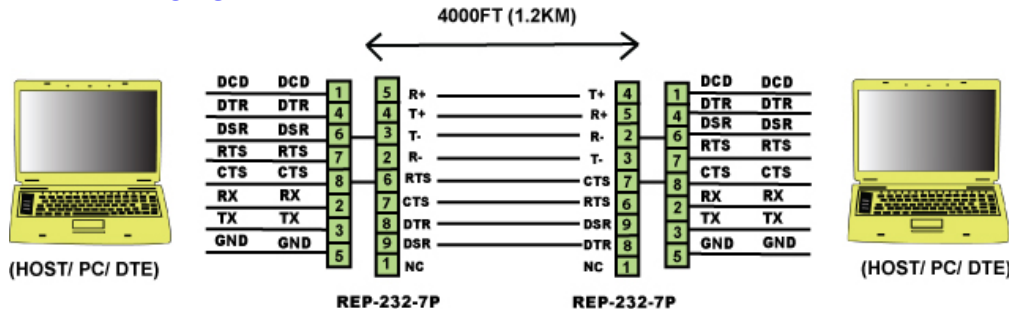 4000FT (1.2KM)
DCD DCD 1 5 R+ T+ 4 1 DCD DCD
DTR DTR 4 4 T+ R+ 5 4 DTR DTR
DSR DSR 6 3 T- R- 2 6 DSR DSR
RTS RTS 7 2 R- T- 3 7 RTS RTS
CTS CTS 8 6 RTS CTS 7 8 CTS CTS
RX RX 2 7 CTS RTS 6 2 RX RX
TX TX 3 8 DTR DSR 9 3 TX TX
GND GND 5 9 DSR DTR 8 5 GND GND
1 NC NC 1
(HOST/ PC/ DTE) (HOST/ PC/ DTE)
REP-232-7P REP-232-7P